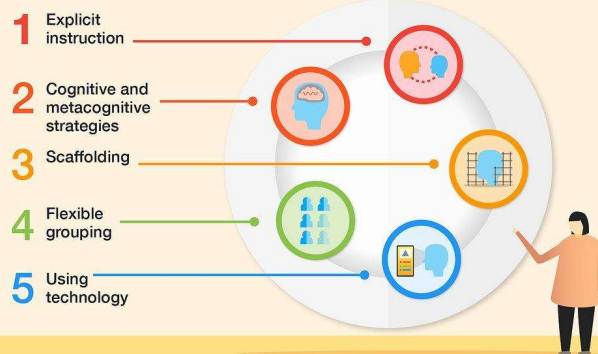 1 Explicit
instruction
2 Cognitive and
metacognitive
strategies
3 Scaffolding
4 Flexible
grouping
5 Using
technology